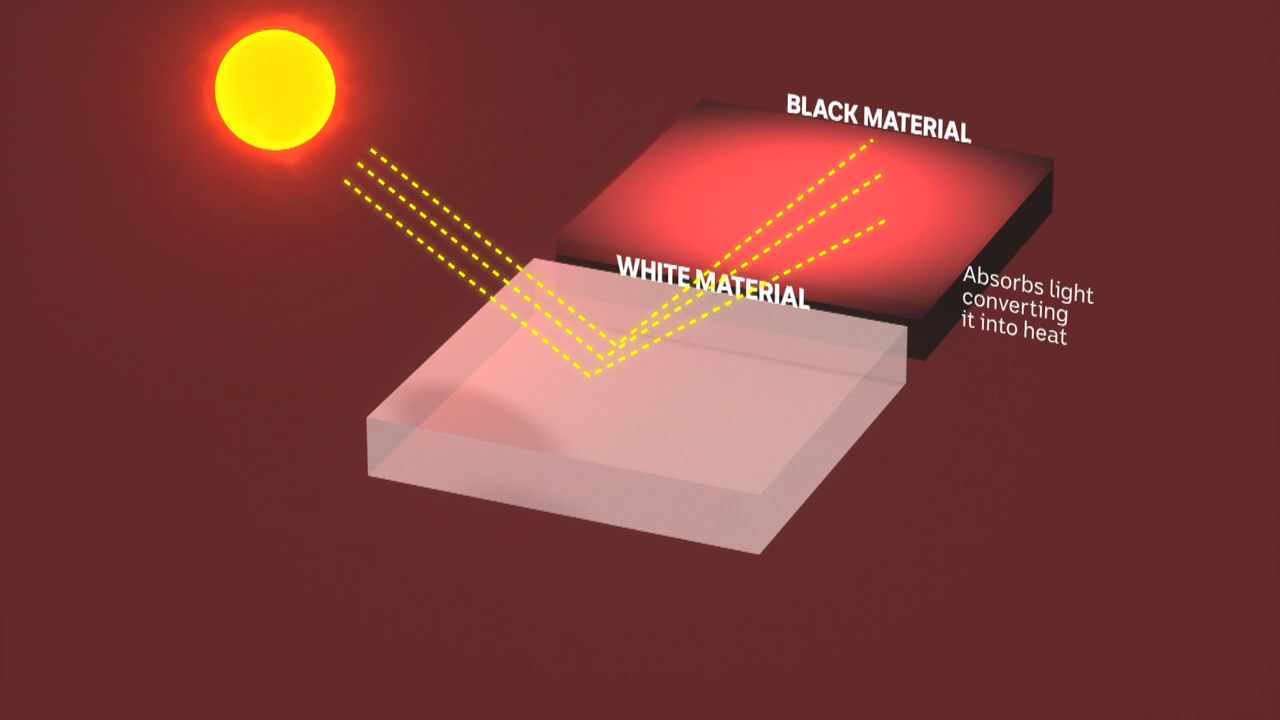 BLACK MATERIAL
WHITE MATERIAL
Absorbs light
converting
it into heat